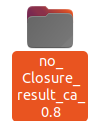 no_
Closure_
result_ca_
0.8